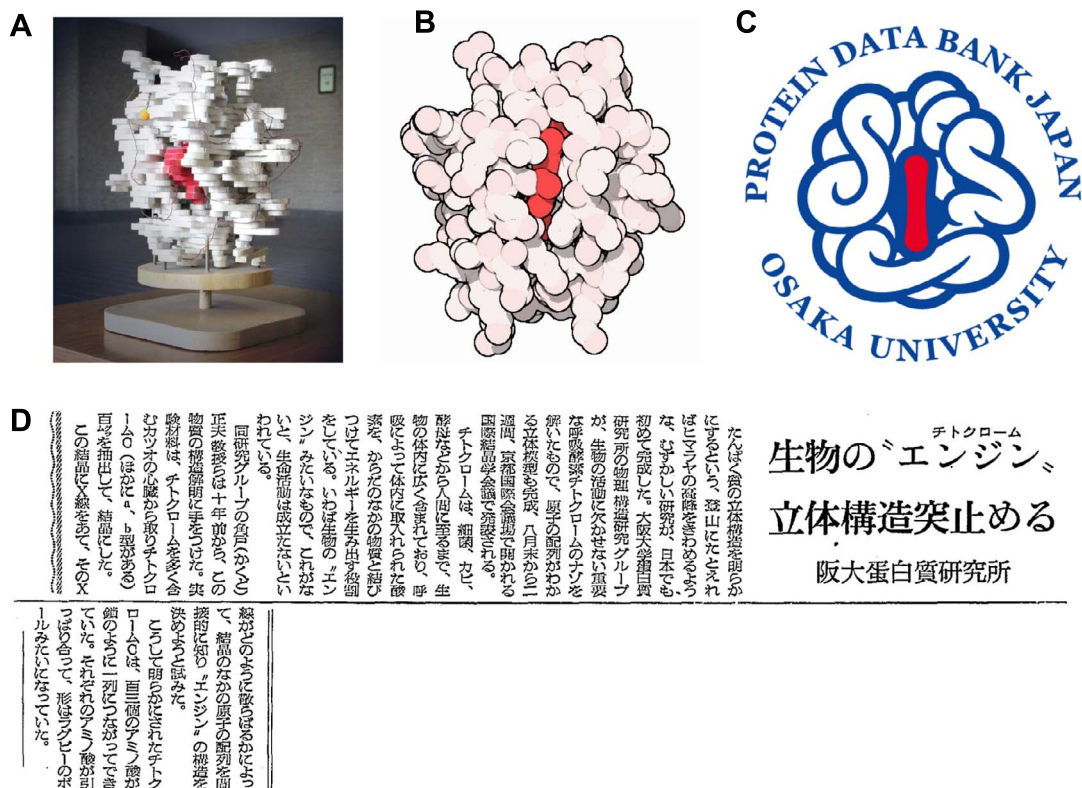 A
B
C
PROTEIN DATA BANK JAPAN
OSAKA UNIVERSITY
D
チトクローム
生物の〝エンジン〟
立体構造突止める
阪大蛋白質研究所
たんぱく質の立体構造を明らか
にするという、登山にたとえれ
ばヒマラヤの高峰をきわめるよう
な、むずかしい研究が、日本でも
初めて完成した。大阪大学蛋白質
研究所の物理構造研究グループ
が、生物の活動に欠かせない重要
な呼吸酵素チトクロームのナゾを
解いたもので、原子の配列がわか
る立体模型も完成、八月末から二
週間、京都国際会議場で開かれる
国際結晶学会議で発表される。
チトクロームは、細菌、カビ、
酵母などから人間に至るまで、生
物の体内に広く含まれており、呼
吸によって体内に取入れられた酸
素を、からだのなかの物質と結び
つけてエネルギーを生み出す役割
をしている。いわば生物の〝エン
ジン〟みたいなもので、これがな
いと、生命活動は成立たないとい
われている。
同研究グループの角戸(かくど)
正夫教授らは十年前から、この
物質の構造解明に手をつけた。実
験材料は、チトクロームを多く含
むカツオの心臓から取りチトクロ
ームC(ほかにa、b型がある)
を抽出して、結晶にした。
この結晶にX線をあて、そのX
線がどのように散らばるかによっ
て、結晶のなかの原子の配列を間
接的に知り〝エンジン〟の構造を
決めようと試みた。
こうして明らかにされたチトク
ロームCは、百三個のアミノ酸が
鎖のように一列につながってでき
ていた。それぞれのアミノ酸が引
っぱり合って、形はラグビーのボ
ールみたいになっていた。